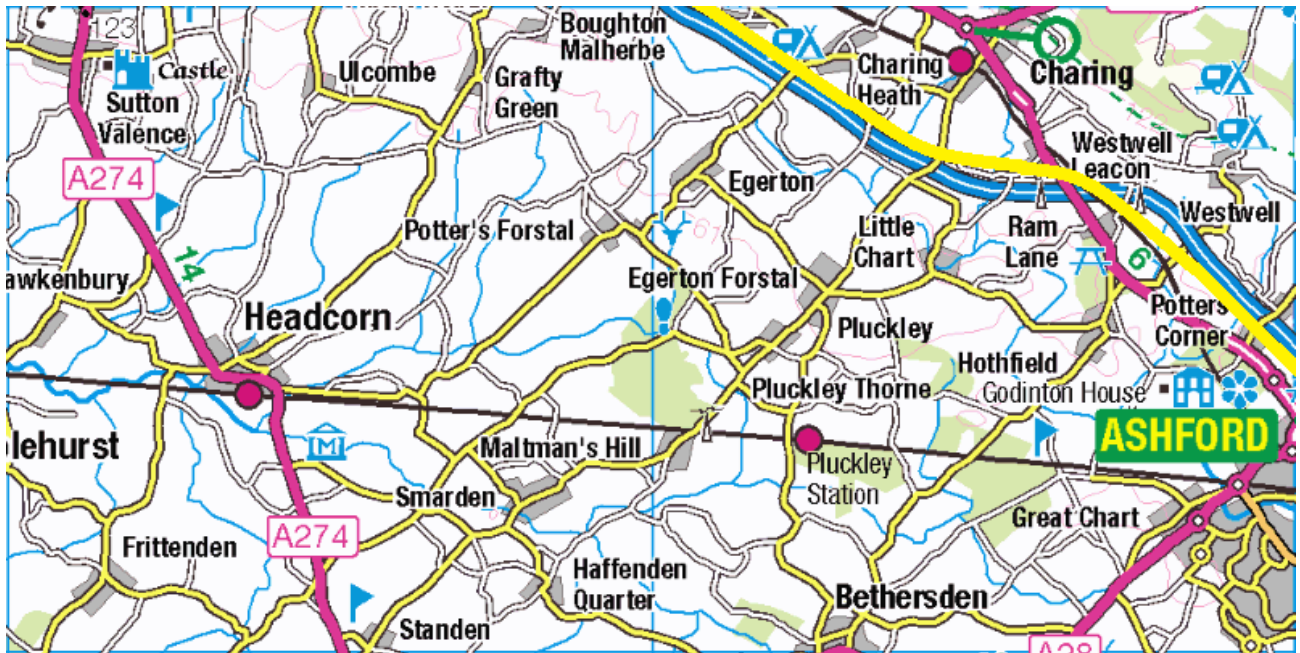 123
Castle
Sutton
Valence
A274
Ulcombe
Grafty
Green
Boughton
Malherbe
Charing
Heath
Charing
Westwell
Leacon
Westwell
Egerton
Little
Chart
Ram
Lane
6
61
Potter's Forstal
14
awkenbury
Egerton Forstal
Headcorn
Pluckley
Potters
Corner
Hothfield
Godinton House
Pluckley Thorne
ASHFORD
lehurst
M
Maltman's Hill
Pluckley
Station
Smarden
Great Chart
A274
Frittenden
Haffenden
Quarter
Bethersden
Standen
A28